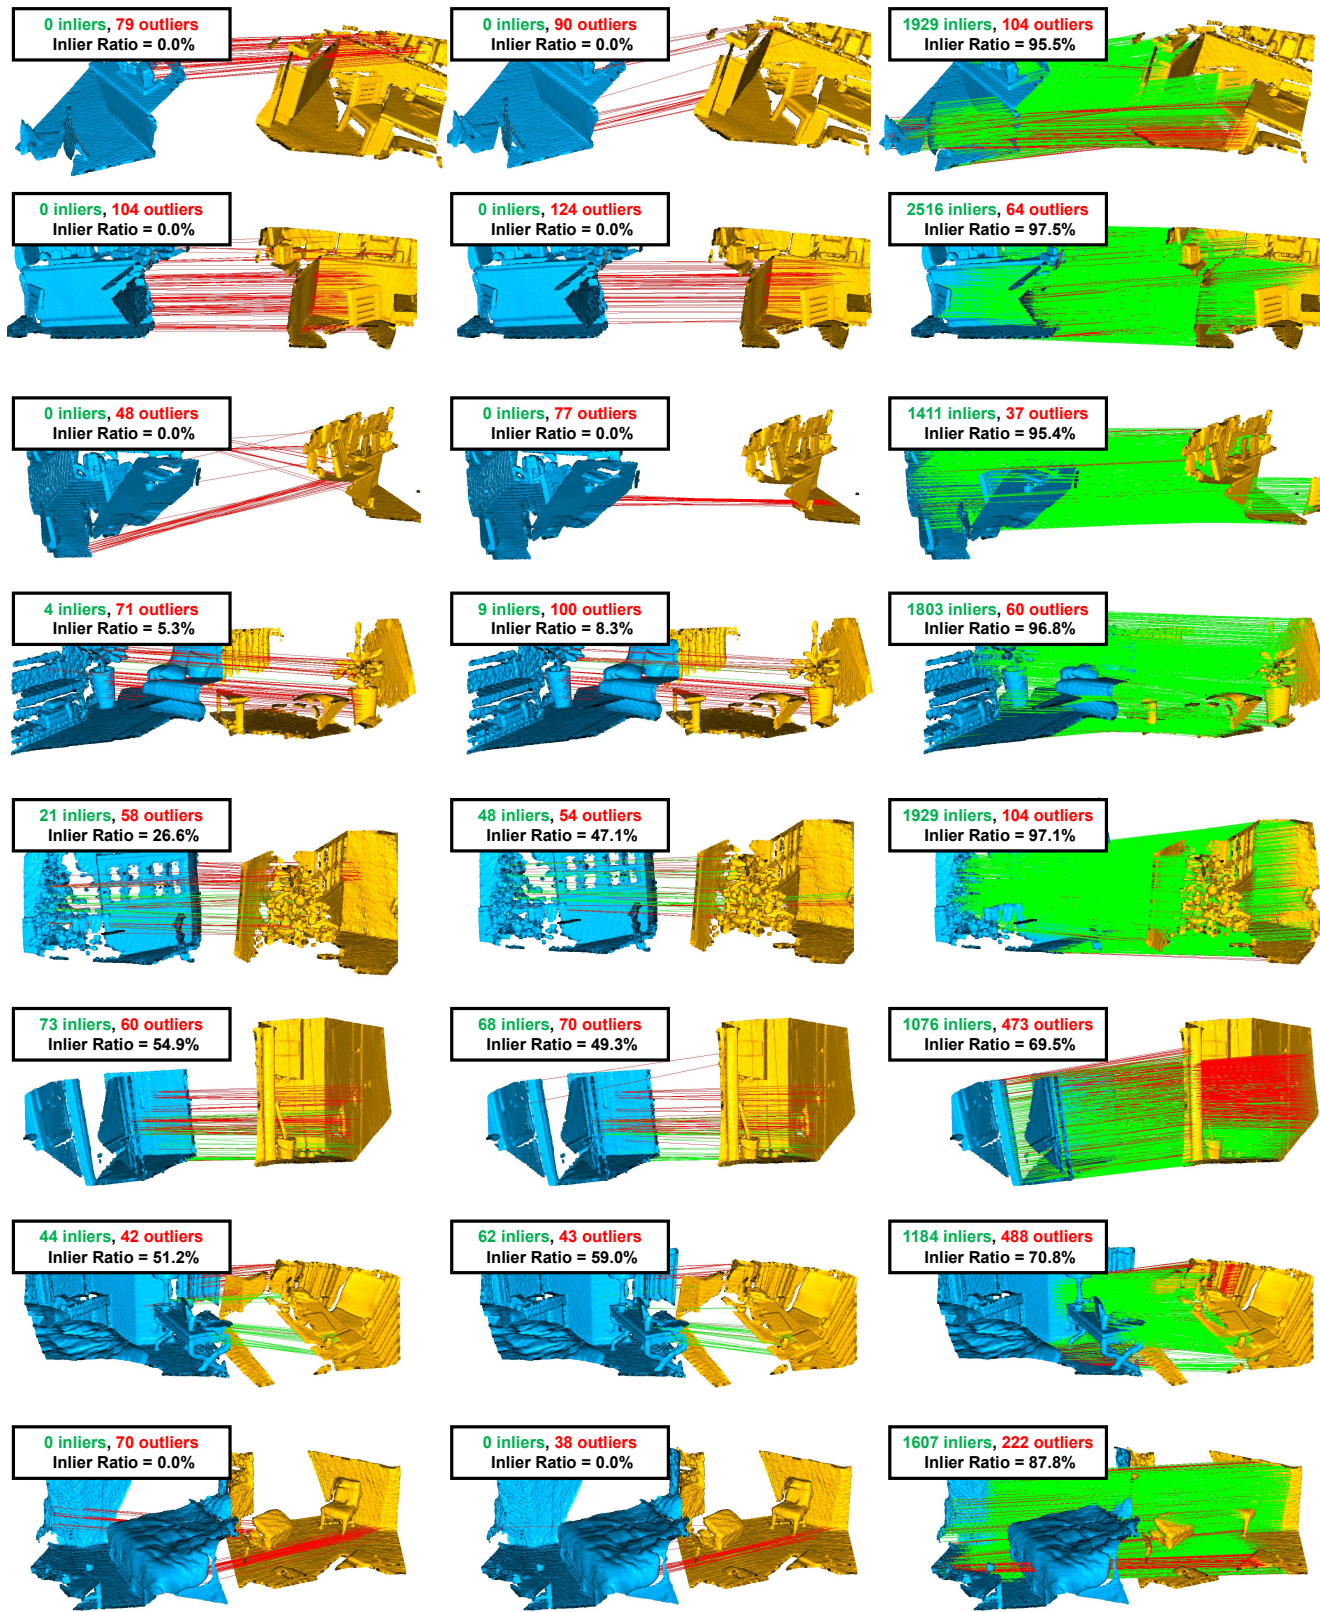 0 inliers, 79 outliers
Inlier Ratio = 0.0%
0 inliers, 90 outliers
Inlier Ratio = 0.0%
1929 inliers, 104 outliers
Inlier Ratio = 95.5%
0 inliers, 104 outliers
Inlier Ratio = 0.0%
0 inliers, 124 outliers
Inlier Ratio = 0.0%
2516 inliers, 64 outliers
Inlier Ratio = 97.5%
0 inliers, 48 outliers
Inlier Ratio = 0.0%
0 inliers, 77 outliers
Inlier Ratio = 0.0%
1411 inliers, 37 outliers
Inlier Ratio = 95.4%
4 inliers, 71 outliers
Inlier Ratio = 5.3%
9 inliers, 100 outliers
Inlier Ratio = 8.3%
1803 inliers, 60 outliers
Inlier Ratio = 96.8%
21 inliers, 58 outliers
Inlier Ratio = 26.6%
48 inliers, 54 outliers
Inlier Ratio = 47.1%
1929 inliers, 104 outliers
Inlier Ratio = 97.1%
73 inliers, 60 outliers
Inlier Ratio = 54.9%
68 inliers, 70 outliers
Inlier Ratio = 49.3%
1076 inliers, 473 outliers
Inlier Ratio = 69.5%
44 inliers, 42 outliers
Inlier Ratio = 51.2%
62 inliers, 43 outliers
Inlier Ratio = 59.0%
1184 inliers, 488 outliers
Inlier Ratio = 70.8%
0 inliers, 70 outliers
Inlier Ratio = 0.0%
0 inliers, 38 outliers
Inlier Ratio = 0.0%
1607 inliers, 222 outliers
Inlier Ratio = 87.8%